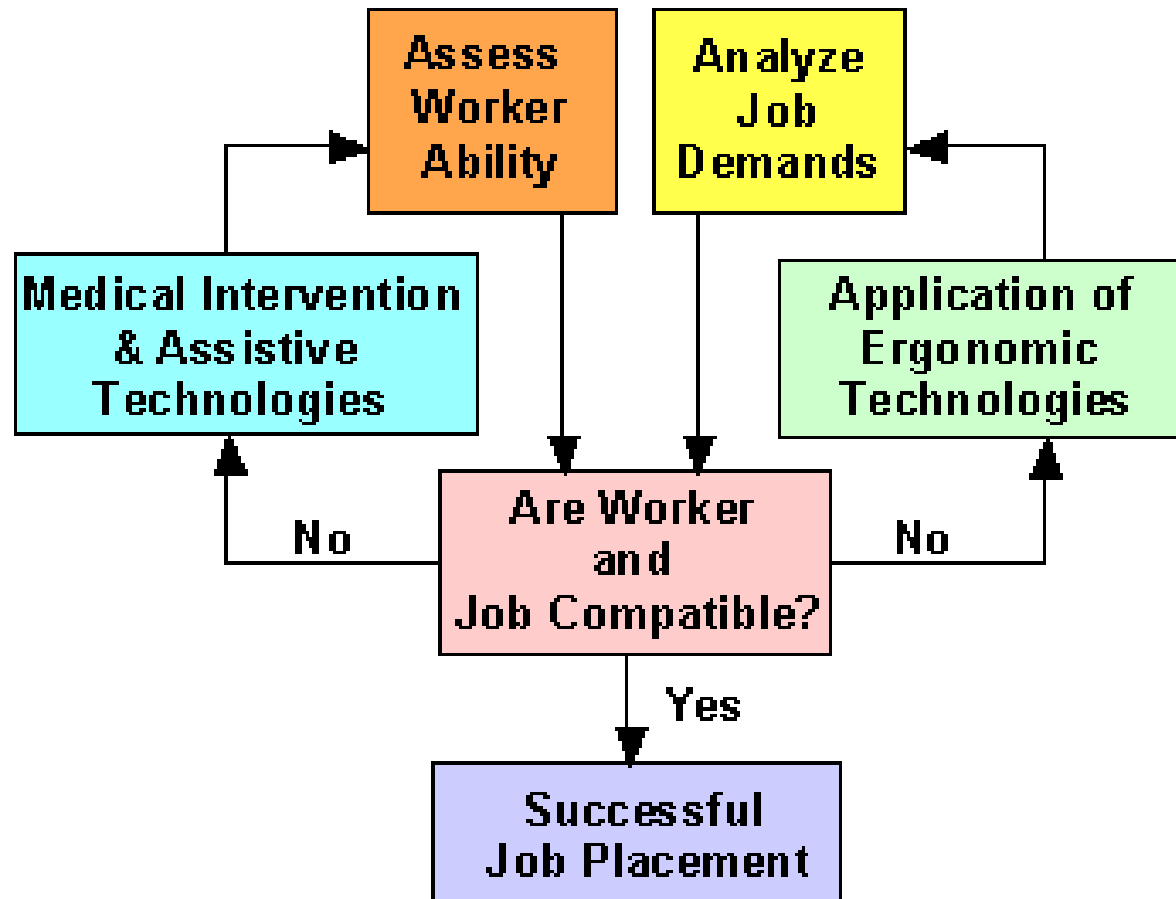 Assess
Worker
Ability
Analyze
Job
Demands
Medical Intervention
& Assistive
Technologies
Application of
Ergonomic
Technologies
Are Worker
and
Job Compatible?
No
No
Yes
Successful
Job Placement